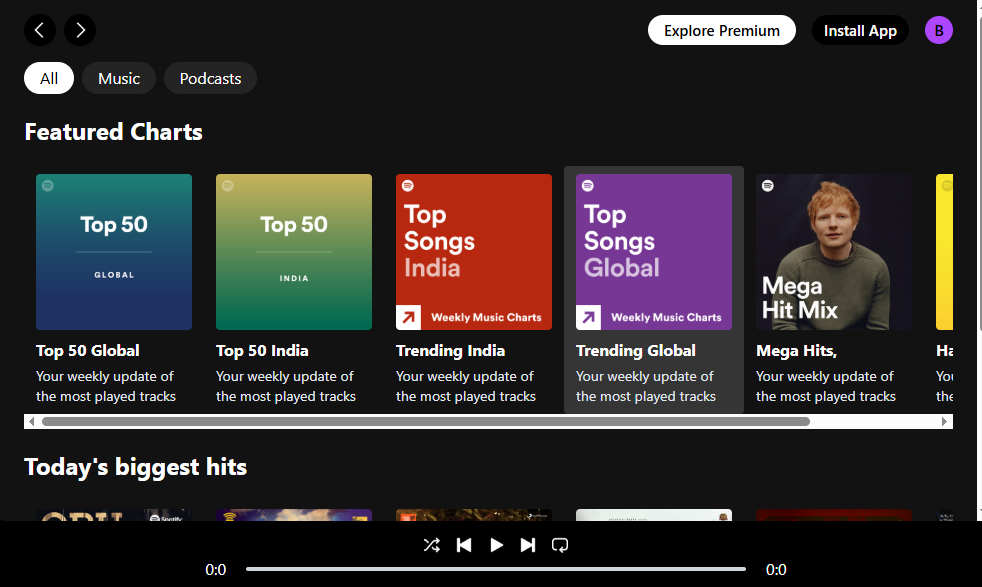 Explore Premium
Install App
B
All
Music
Podcasts
Featured Charts
Top 50
GLOBAL
Top 50
INDIA
Top
Songs
India
Weekly Music Charts
Top
Songs
Global
Weekly Music Charts
Mega
Hit Mix
Top 50 Global
Your weekly update of
the most played tracks
Top 50 India
Your weekly update of
the most played tracks
Trending India
Your weekly update of
the most played tracks
Trending Global
Your weekly update of
the most played tracks
Mega Hits,
Your weekly update of
the most played tracks
Today's biggest hits
Spotify
0:0
0:0